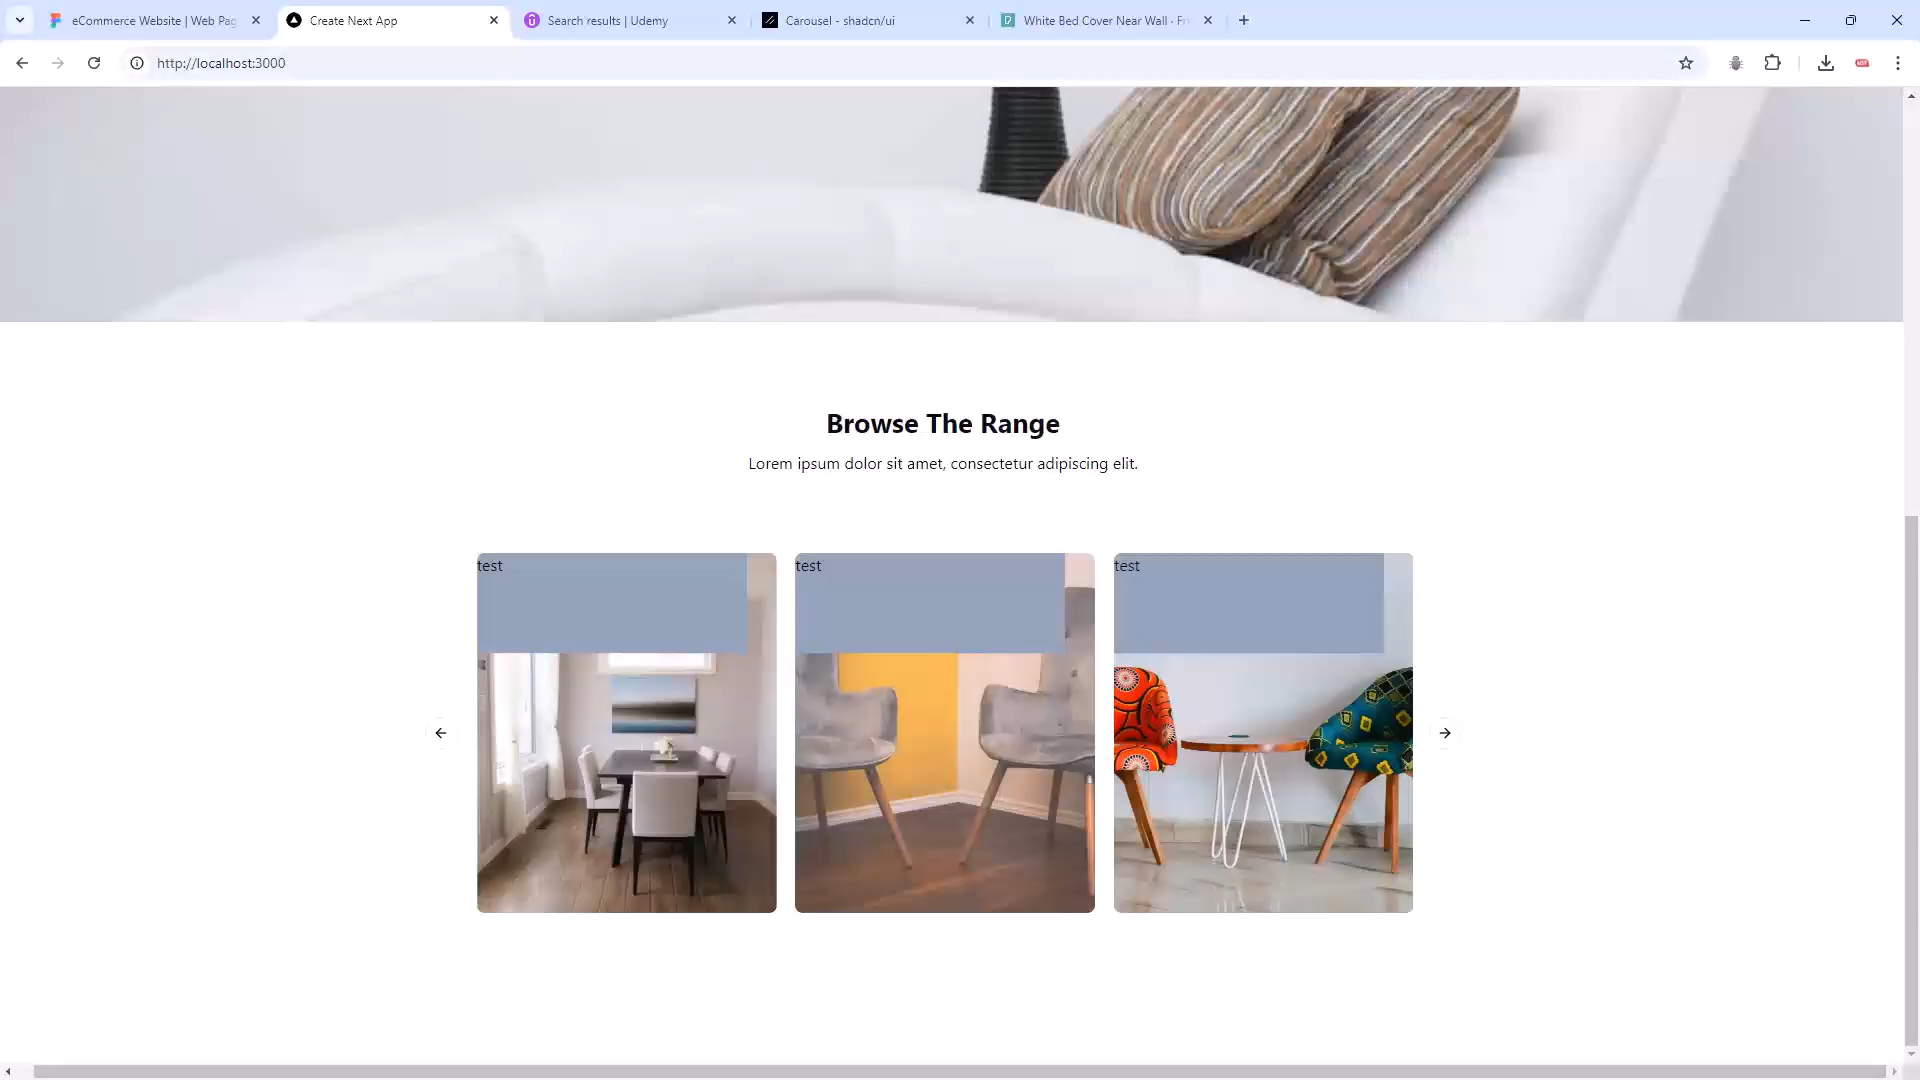 eCommerce Website | Web Pag
Create Next App
Search results | Udemy
Carousel - shadcn/ui
White Bed Cover Near Wall · Fr
http://localhost:3000
Browse The Range
Lorem ipsum dolor sit amet, consectetur adipiscing elit.
test
test
test